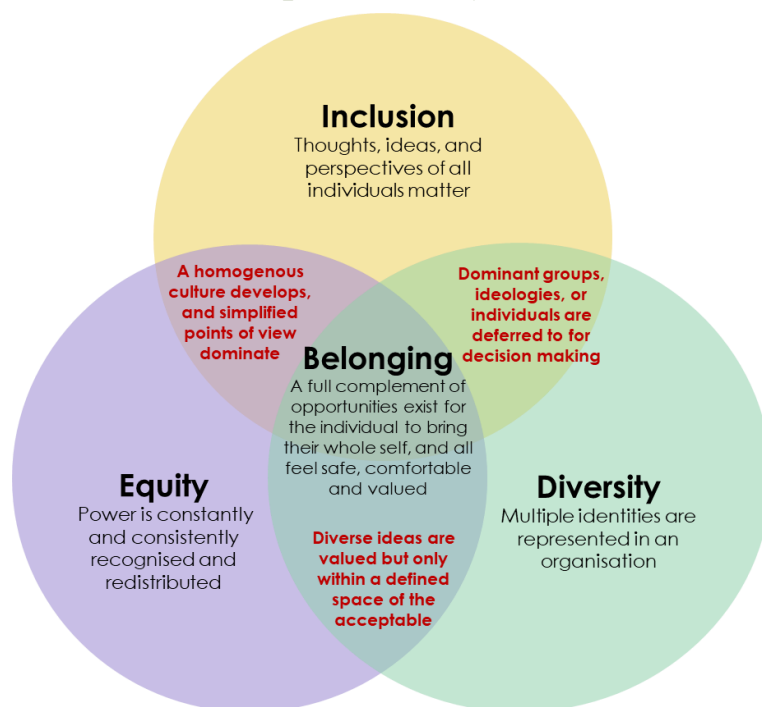 Inclusion
Thoughts, ideas, and
perspectives of all
individuals matter
A homogenous
culture develops,
and simplified
points of view
dominate
Dominant groups,
ideologies, or
individuals are
deferred to for
decision making
Belonging
A full complement of
opportunities exist for
the individual to bring
their whole self, and all
feel safe, comfortable
and valued
Equity
Power is constantly
and consistently
recognised and
redistributed
Diversity
Multiple identities are
represented in an
organisation
Diverse ideas are
valued but only
within a defined
space of the
acceptable